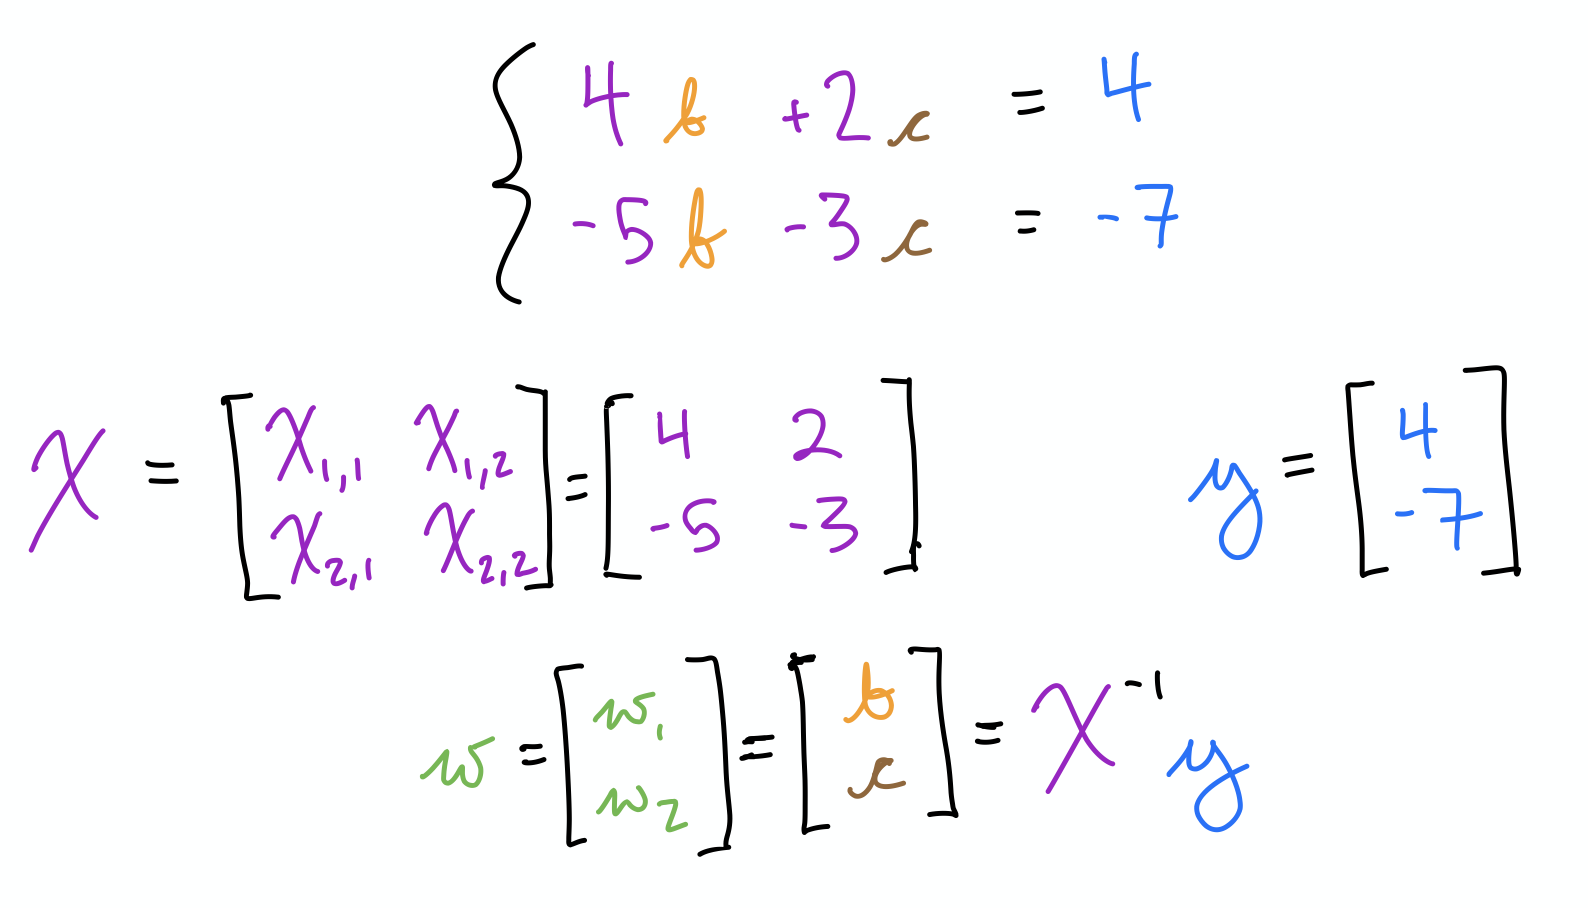 4b +2c = 4
-5b -3c = -7
X = [X1,1 X1,2 = [4 2 y = [4
X2,1 X2,2] -5 -3] -7]
w = [w1 = [b = X⁻¹y
w2] c]